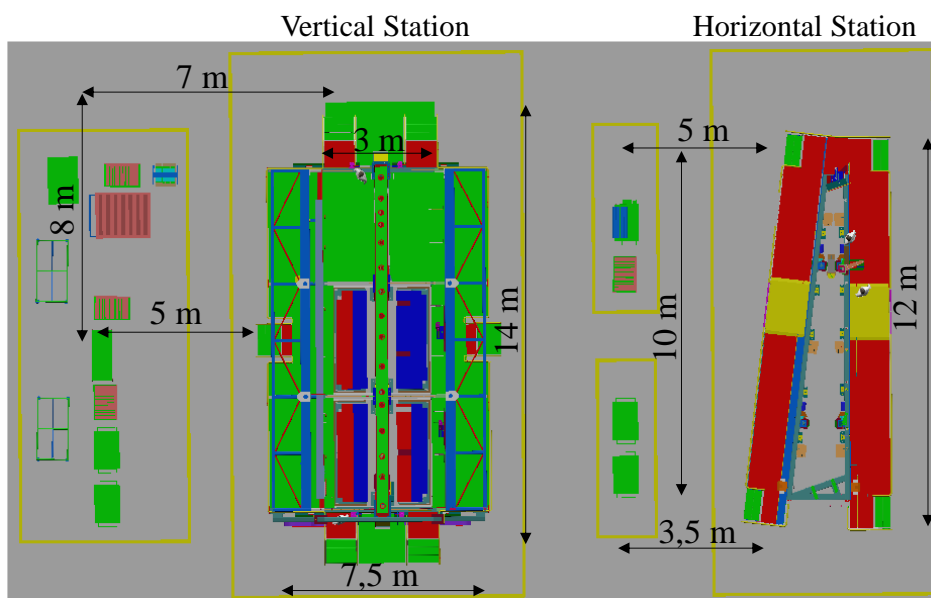 Vertical Station
Horizontal Station
7 m
3 m
5 m
8 m
5 m
14 m
10 m
12 m
3,5 m
7,5 m